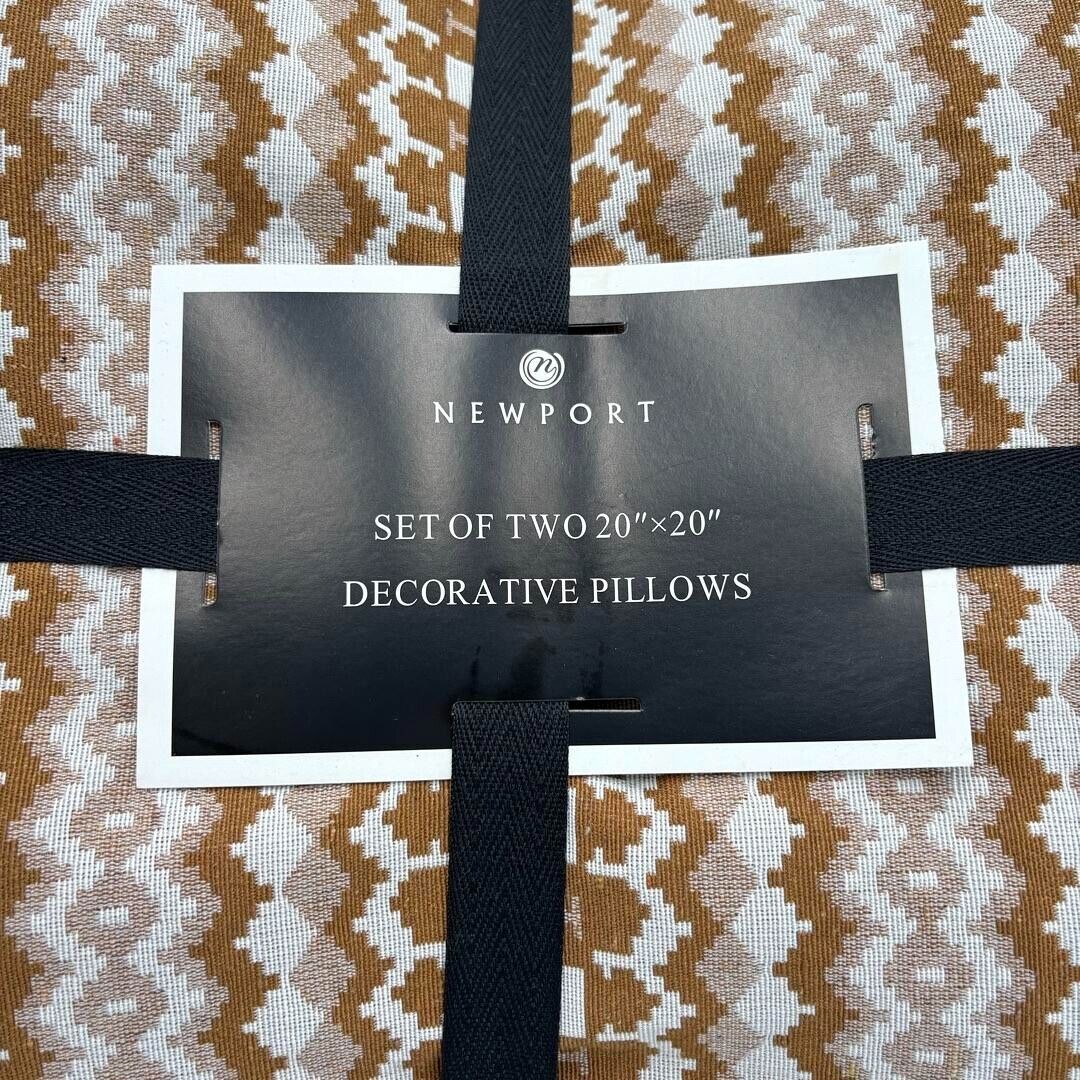 n
NEWPORT
SET OF TWO 20"×20"
DECORATIVE PILLOWS